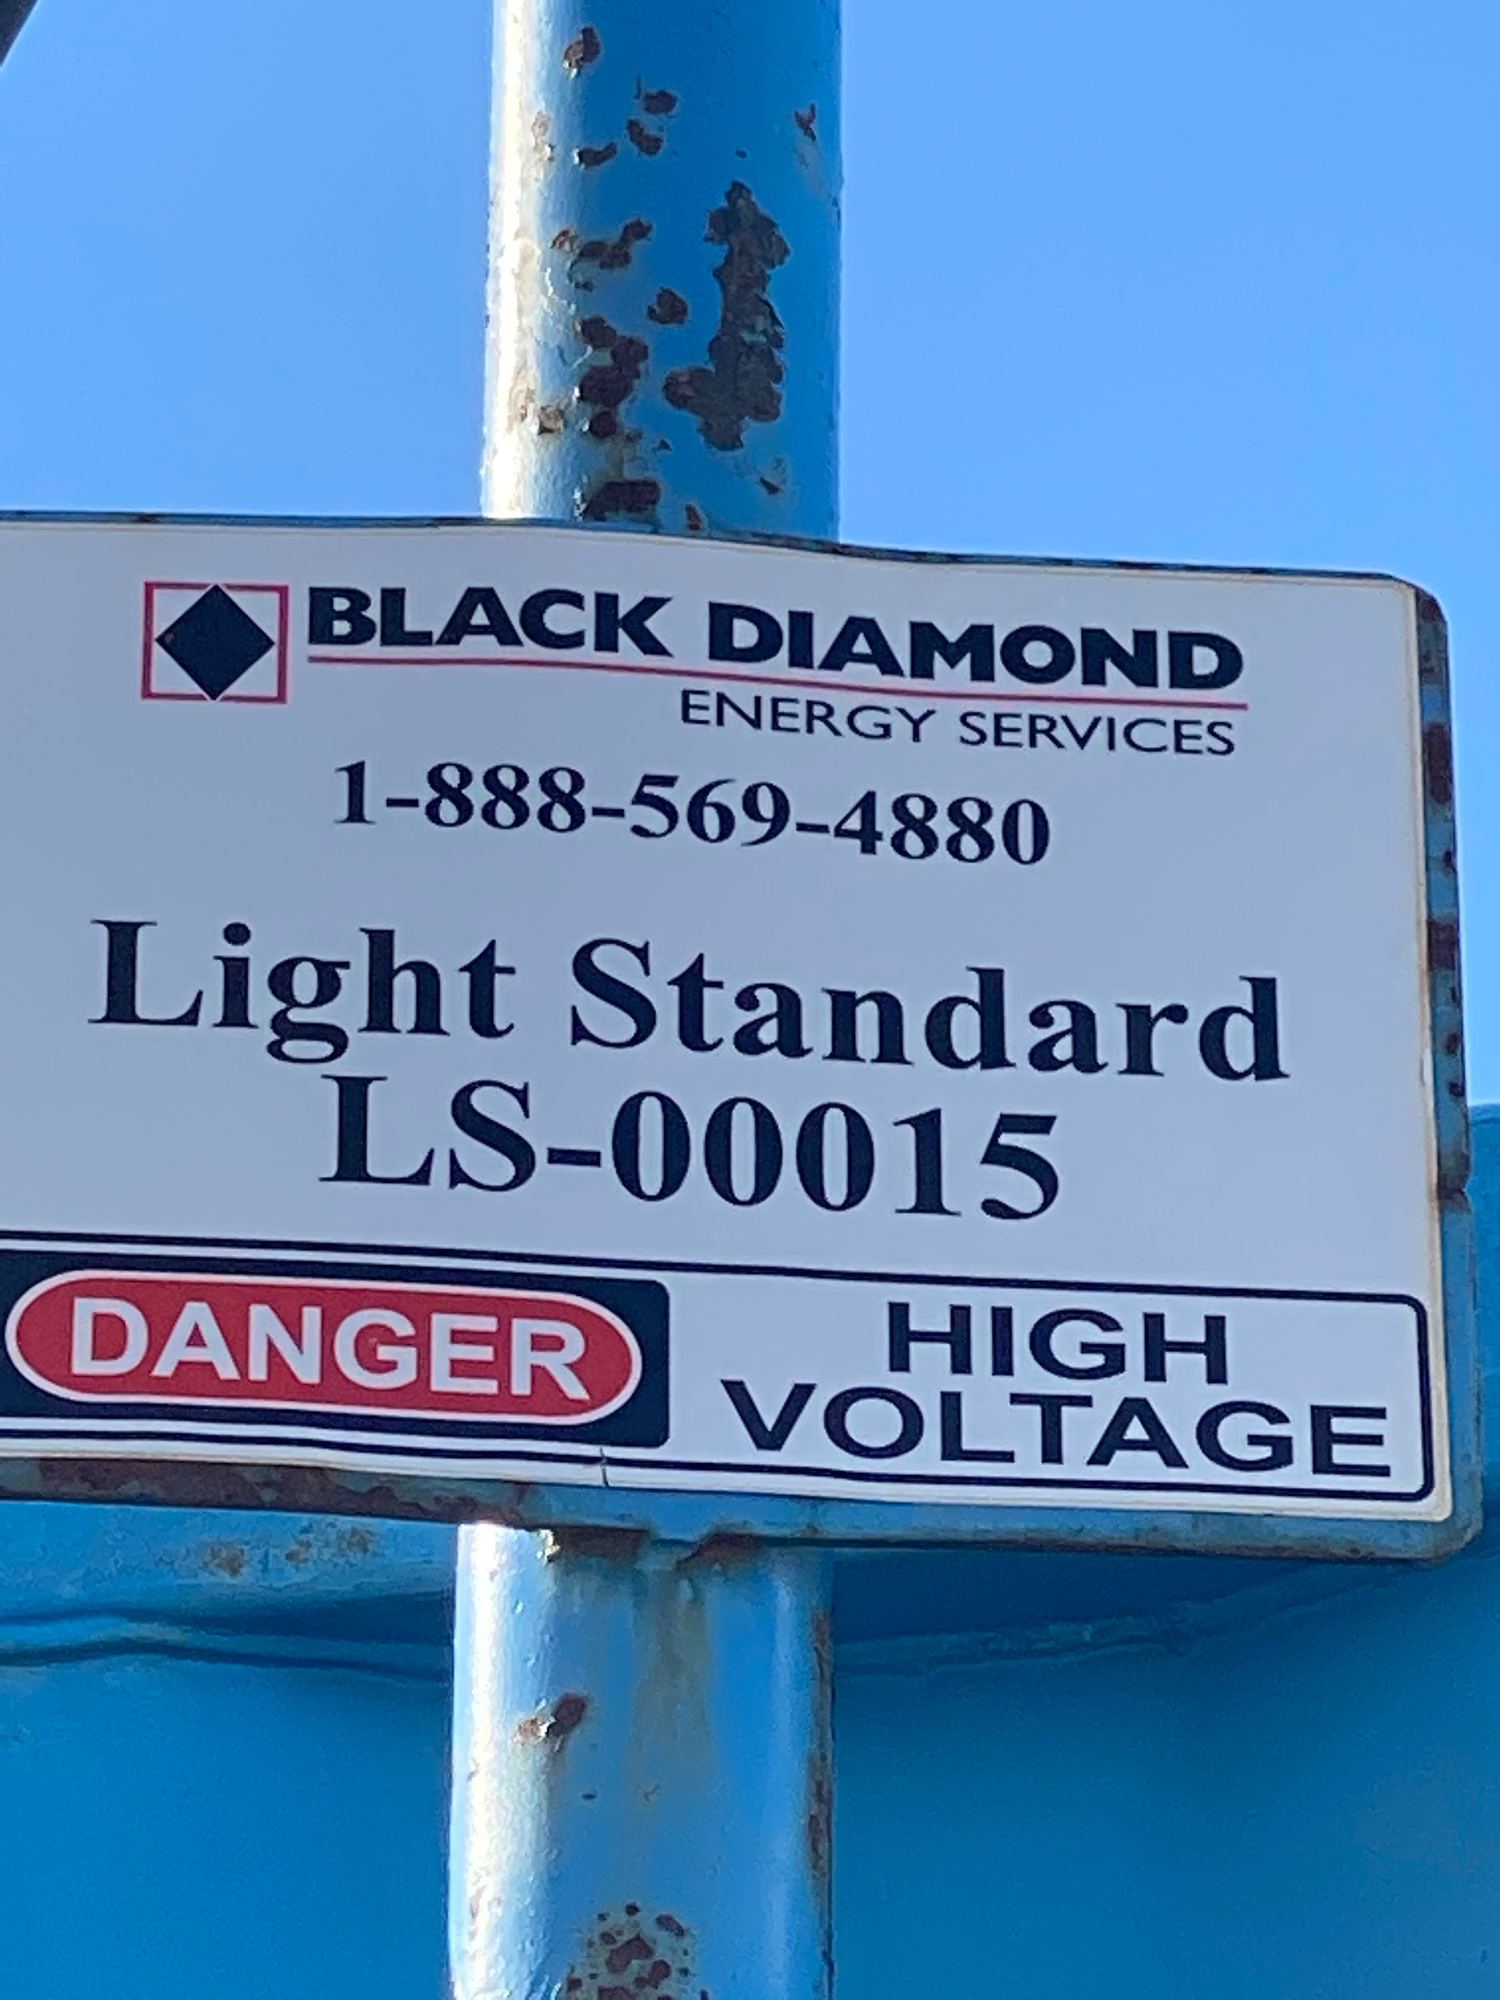 BLACK DIAMOND
ENERGY SERVICES
1-888-569-4880
Light Standard
LS-00015
DANGER
HIGH
VOLTAGE